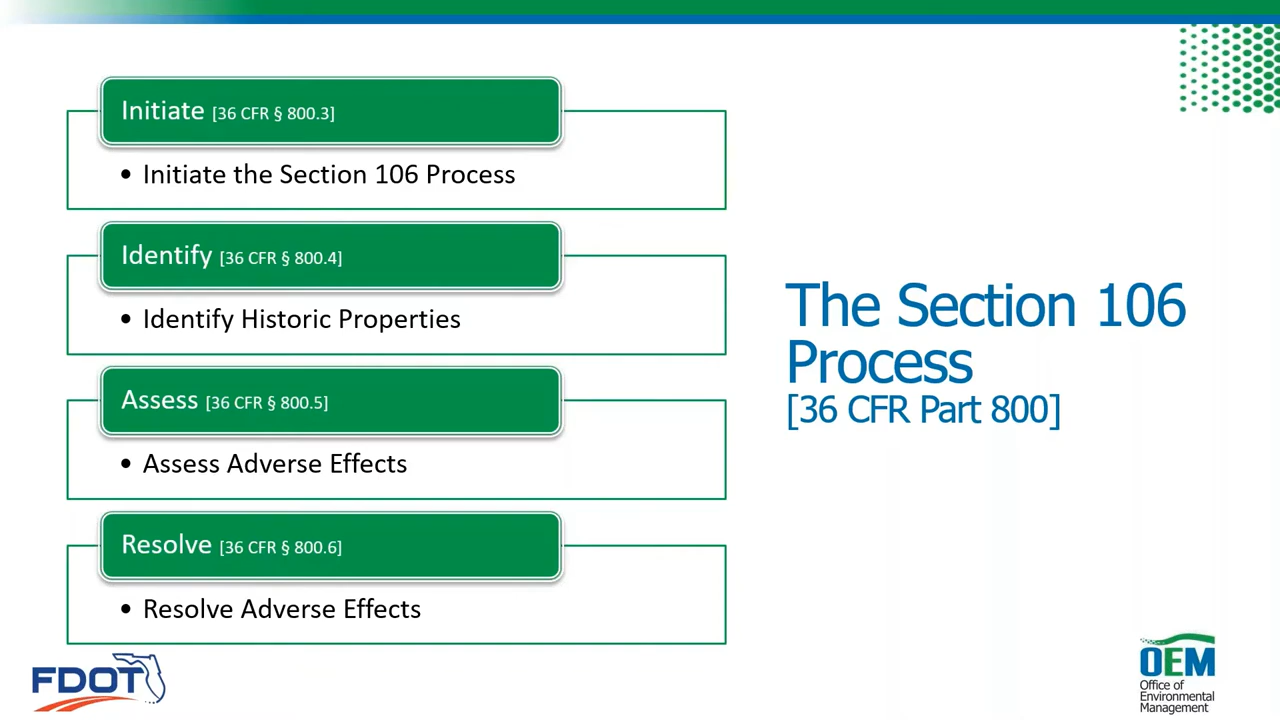 Initiate [36 CFR § 800.3]
• Initiate the Section 106 Process
Identify [36 CFR § 800.4]
• Identify Historic Properties
Assess [36 CFR § 800.5]
• Assess Adverse Effects
Resolve [36 CFR § 800.6]
• Resolve Adverse Effects
The Section 106
Process
[36 CFR Part 800]
FDOT
OEM
Office of
Environmental
Management